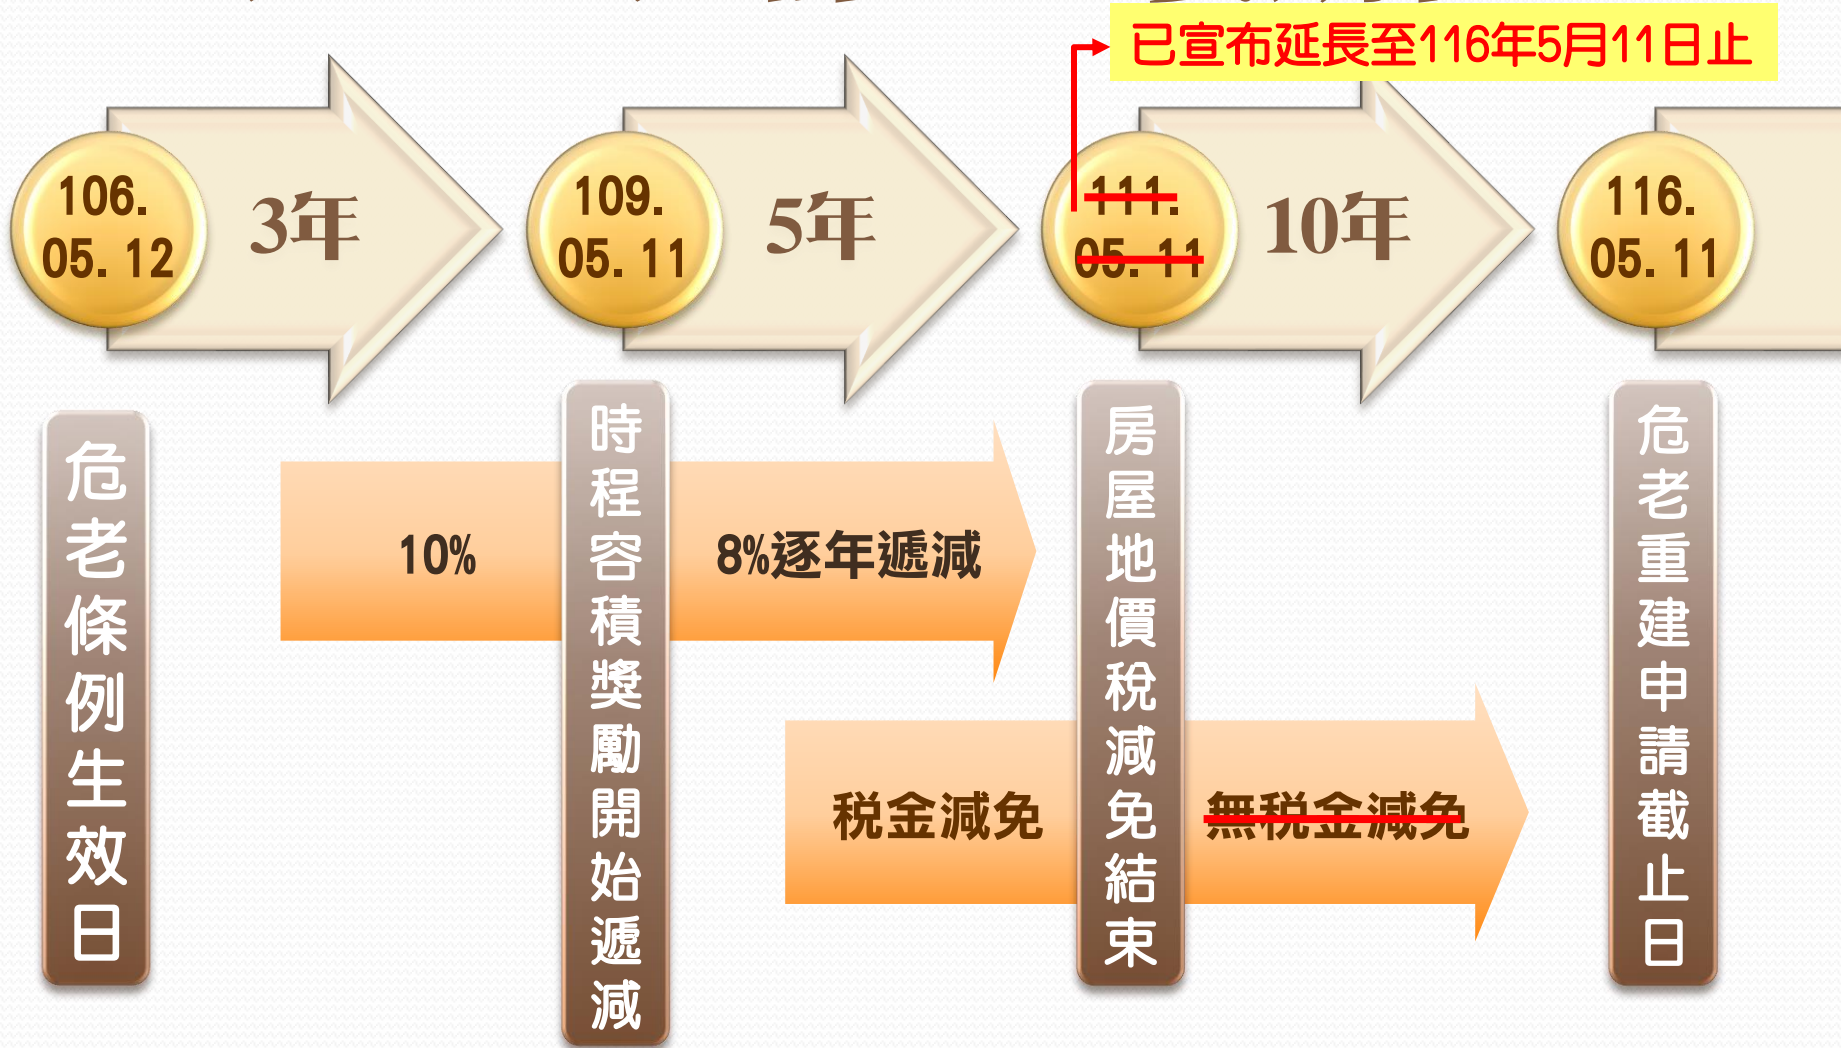 已宣布延長至116年5月11日止
106.
05.12
3年
109.
05.11
5年
111.
05.11
10年
116.
05.11
危老條例生效日
時程容積獎勵開始遞減
房屋地價稅減免結束
危老重建申請截止日
10%
8%逐年遞減
税金減免
無税金減免